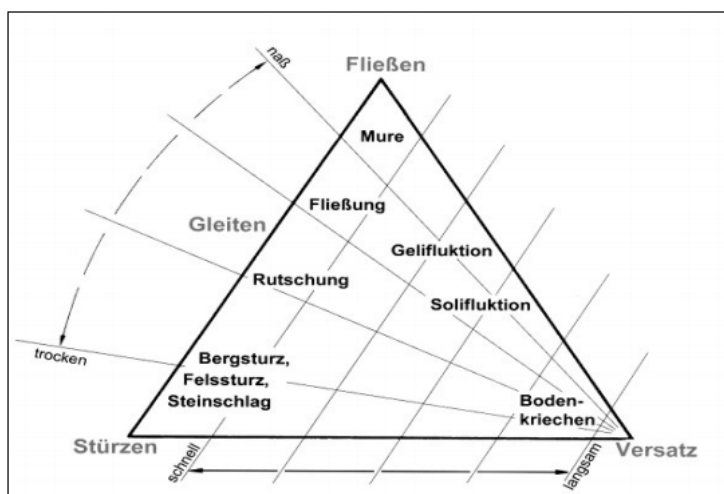 naß
Fließen
Mure
Fließung
Gleiten
Gelifluktion
Rutschung
Solifluktion
trocken
Bergsturz,
Felssturz,
Steinschlag
Boden-
kriechen
Stürzen
Versatz
schnell
langsam